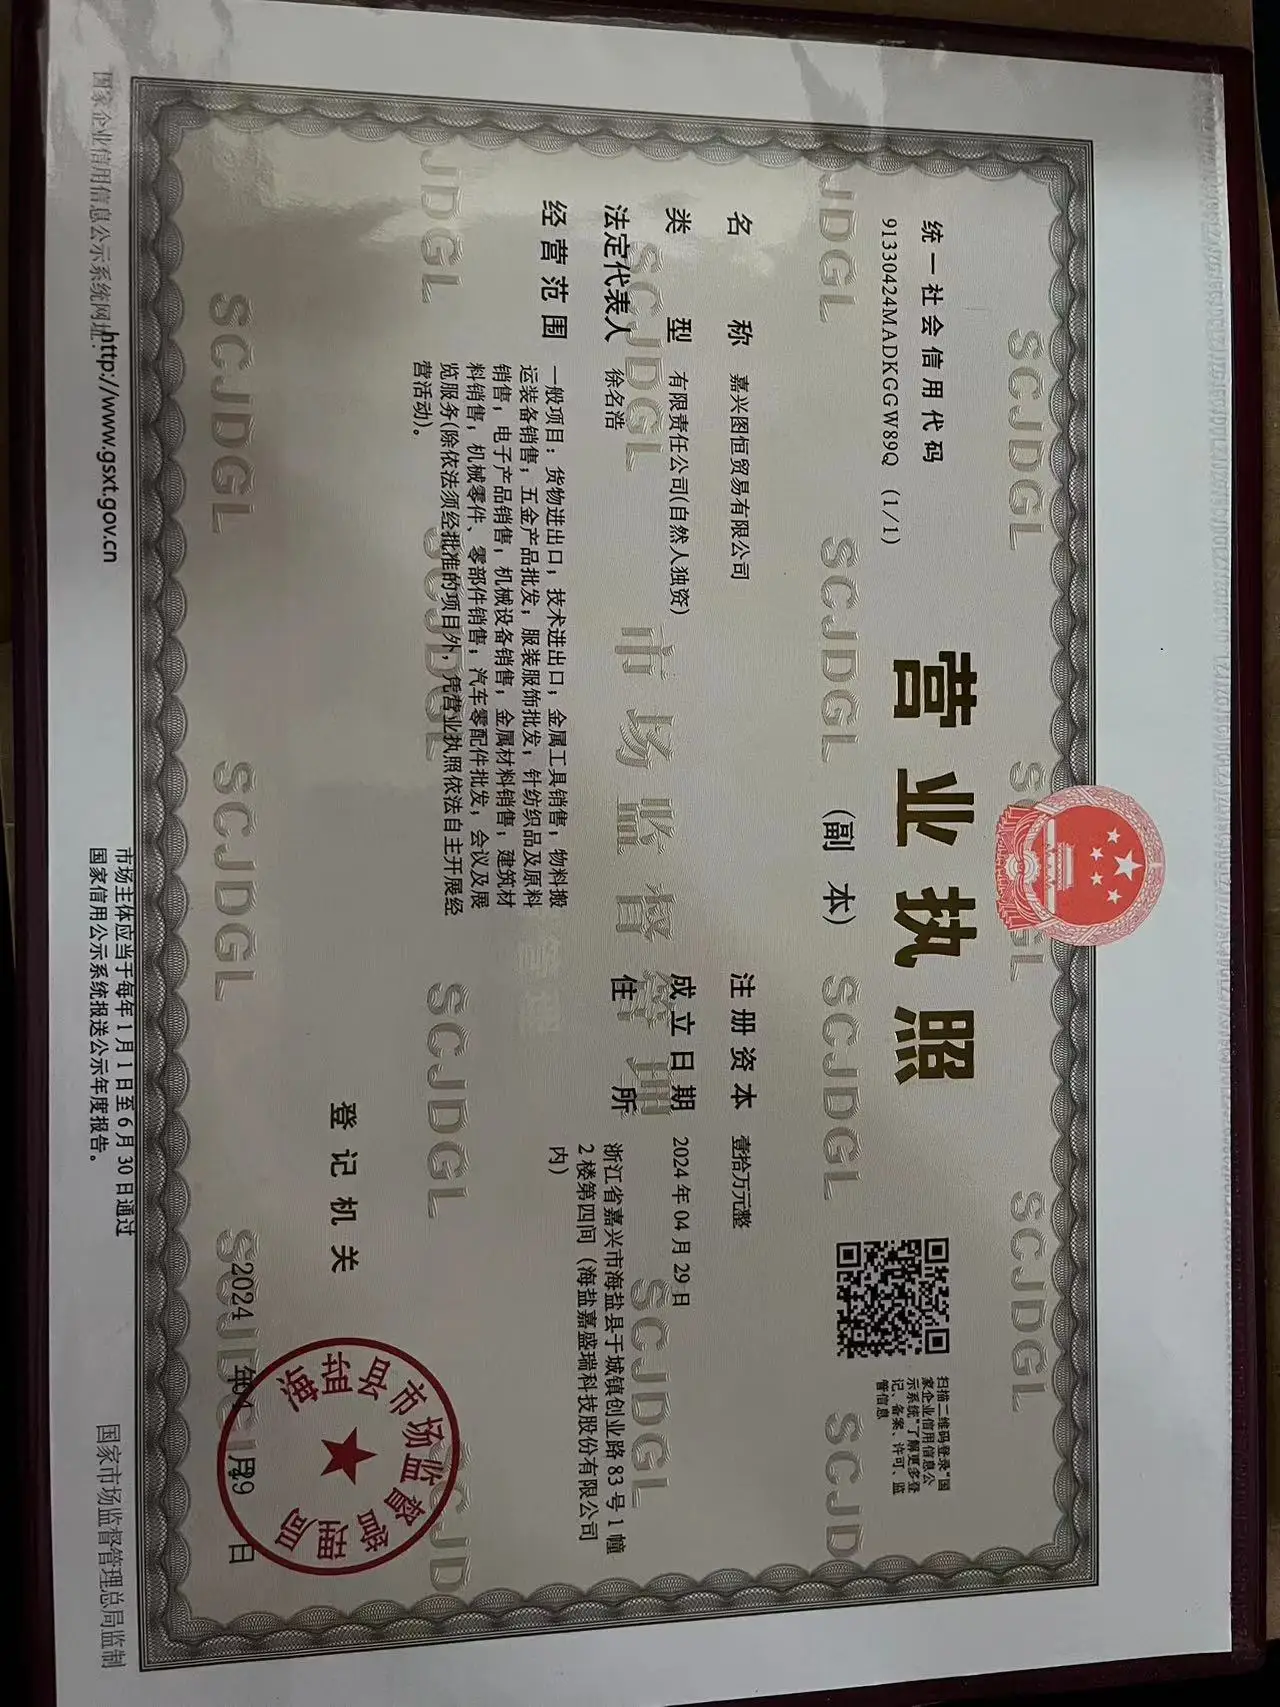 营业执照
(副 本)
统一社会信用代码
91330424MADKGGW89Q (1/1)
扫描二维码登录“国
家企业信用信息公
示系统”了解更多登
记、备案、许可、监
管信息
名 称 嘉兴图恒贸易有限公司
类 型 有限责任公司(自然人独资)
法定代表人 徐名浩
经营范围 一般项目：货物进出口；技术进出口；金属工具销售；物料搬
运装备销售；五金产品批发；服装服饰批发；针纺织品及原料
销售；电子产品销售；机械设备销售；金属材料销售；建筑材
料销售；机械零件、零部件销售；汽车零配件批发；会议及展
览服务(除依法须经批准的项目外，凭营业执照依法自主开展经
营活动)。
注册资本 壹拾万元整
成立日期 2024年04月29日
住 所 浙江省嘉兴市海盐县于城镇创业路83号1幢
2楼第四间（海盐嘉盛瑞科技股份有限公司
内）
登记机关
海盐县市场监督管理局
2024 年04 月29 日
国家企业信用信息公示系统网址：http://www.gsxt.gov.cn
市场主体应当于每年1月1日至6月30日通过
国家信用公示系统报送公示年度报告。
国家市场监督管理总局监制
SCJDGL
市场监督管理